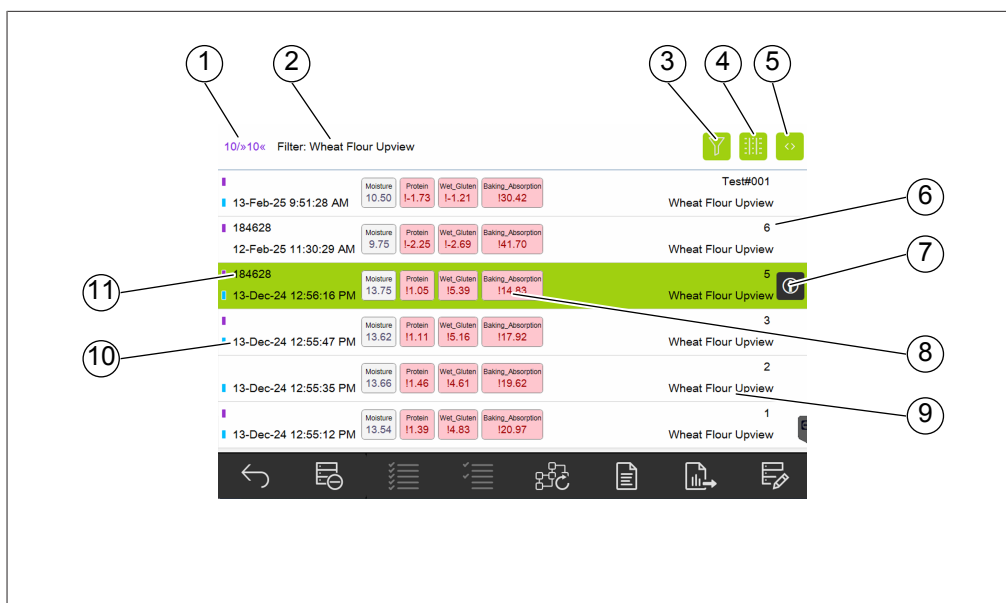 1 2 3 4 5
10/»10« Filter: Wheat Flour Upview
Moisture Protein Wet_Gluten Baking_Absorption Test#001
13-Feb-25 9:51:28 AM 10.50 !-1.73 !-1.21 !30.42 Wheat Flour Upview
6
184628 Moisture Protein Wet_Gluten Baking_Absorption 6
12-Feb-25 11:30:29 AM 9.75 !-2.25 !-2.69 !41.70 Wheat Flour Upview
7
184628 Moisture Protein Wet_Gluten Baking_Absorption 5
11
13-Dec-24 12:56:16 PM 13.75 !1.05 !5.39 !14.83 Wheat Flour Upview
Moisture Protein Wet_Gluten Baking_Absorption 3
13-Dec-24 12:55:47 PM 13.62 !1.11 !5.16 !17.92 Wheat Flour Upview
10 8
Moisture Protein Wet_Gluten Baking_Absorption 2
13-Dec-24 12:55:35 PM 13.66 !1.46 !4.61 !19.62 Wheat Flour Upview
9
Moisture Protein Wet_Gluten Baking_Absorption 1
13-Dec-24 12:55:12 PM 13.54 !1.39 !4.83 !20.97 Wheat Flour Upview